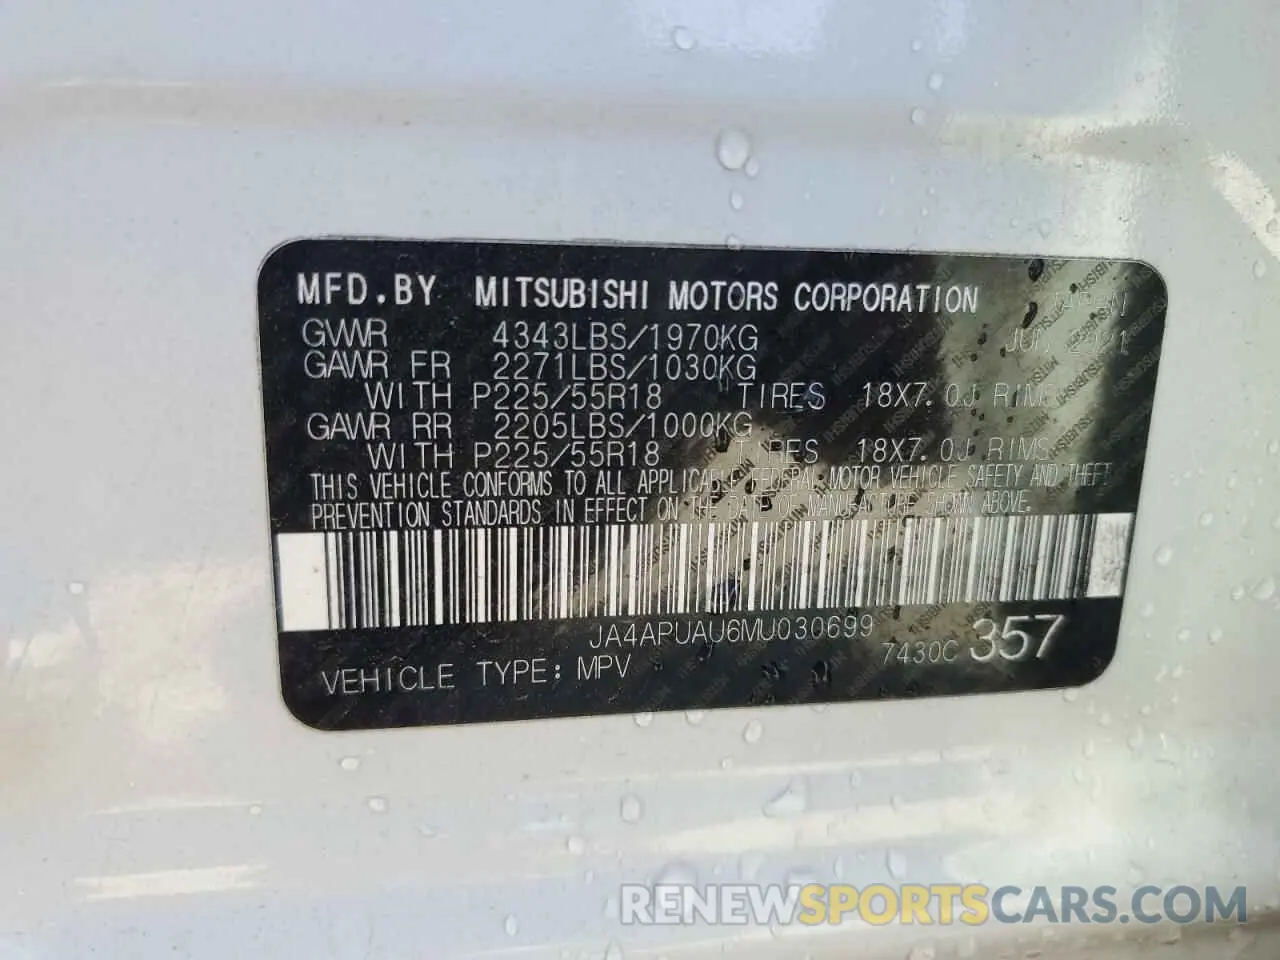 MFD.BY MITSUBISHI MOTORS CORPORATION JAPAN
GVWR 4343LBS/1970KG 2021
GAWR FR 2271LBS/1030KG
WITH P225/55R18 TIRES 18X7.0J RIMS
GAWR RR 2205LBS/1000KG
WITH P225/55R18 TIRES 18X7.0J RIMS
THIS VEHICLE CONFORMS TO ALL APPLICABLE FEDERAL MOTOR VEHICLE SAFETY AND THEFT
PREVENTION STANDARDS IN EFFECT ON THE DATE OF MANUFACTURE SHOWN ABOVE.
JA4APUAU6MU030699
VEHICLE TYPE: MPV 7430C 357
RENEWSPORTSCARS.COM